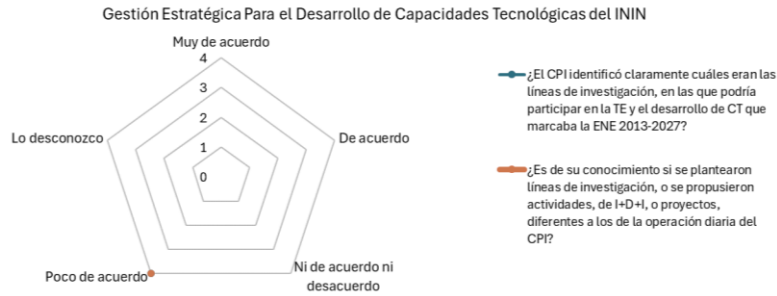 Gestión Estratégica Para el Desarrollo de Capacidades Tecnológicas del ININ
Muy de acuerdo
4
3
2
1
0
Lo desconozco
De acuerdo
Poco de acuerdo
Ni de acuerdo ni
desacuerdo
¿El CPI identificó claramente cuáles eran las
líneas de investigación, en las que podría
participar en la TE y el desarrollo de CT que
marcaba la ENE 2013-2027?
¿Es de su conocimiento si se plantearon
líneas de investigación, o se propusieron
actividades, de I+D+I, o proyectos,
diferentes a los de la operación diaria del
CPI?